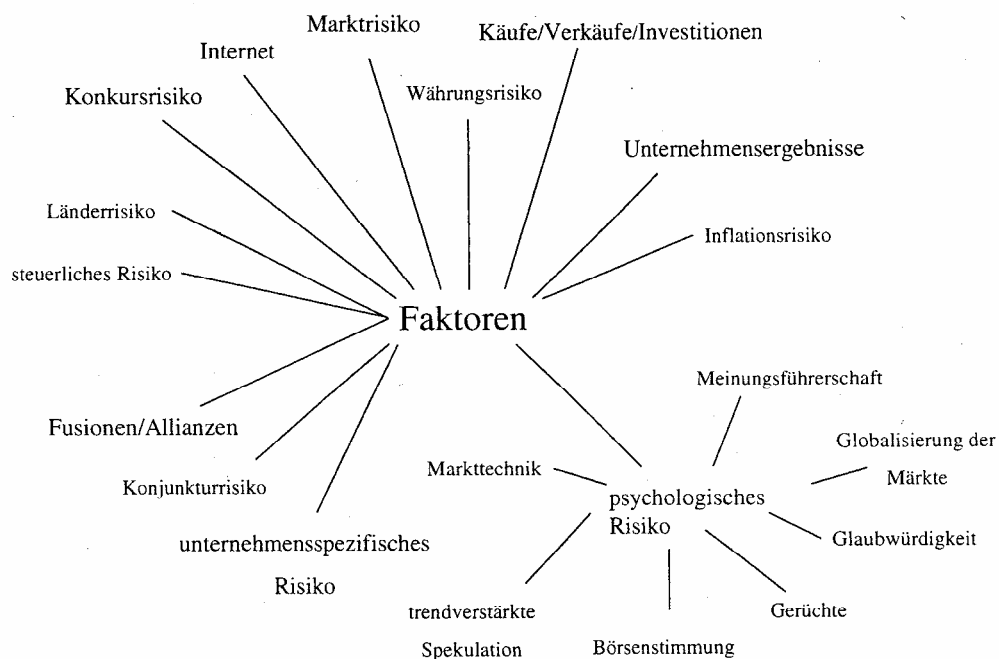 Marktrisiko
Käufe/Verkäufe/Investitionen
Internet
Währungsrisiko
Konkursrisiko
Unternehmensergebnisse
Länderrisiko
Inflationsrisiko
steuerliches Risiko
Faktoren
Meinungsführerschaft
Fusionen/Allianzen
Globalisierung der
Märkte
Markttechnik
Konjunkturrisiko
psychologisches
Risiko
Glaubwürdigkeit
unternehmensspezifisches
Risiko
trendverstärkte
Spekulation
Gerüchte
Börsenstimmung